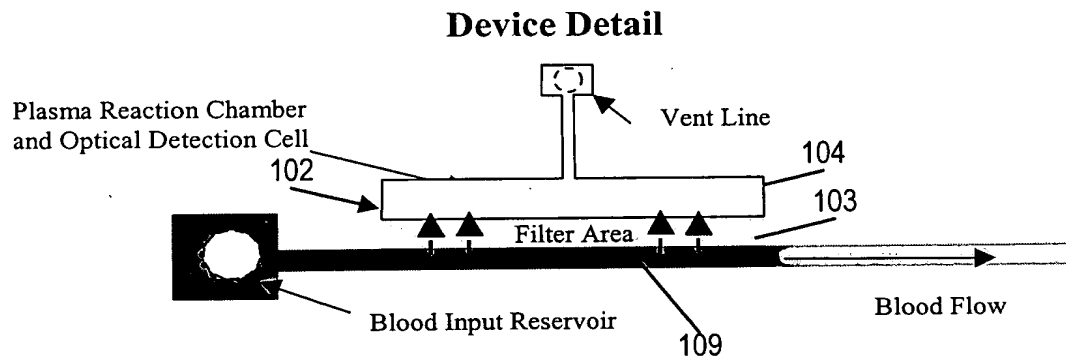 Device Detail
Plasma Reaction Chamber
and Optical Detection Cell
Vent Line
102
104
103
Filter Area
Blood Input Reservoir
109
Blood Flow